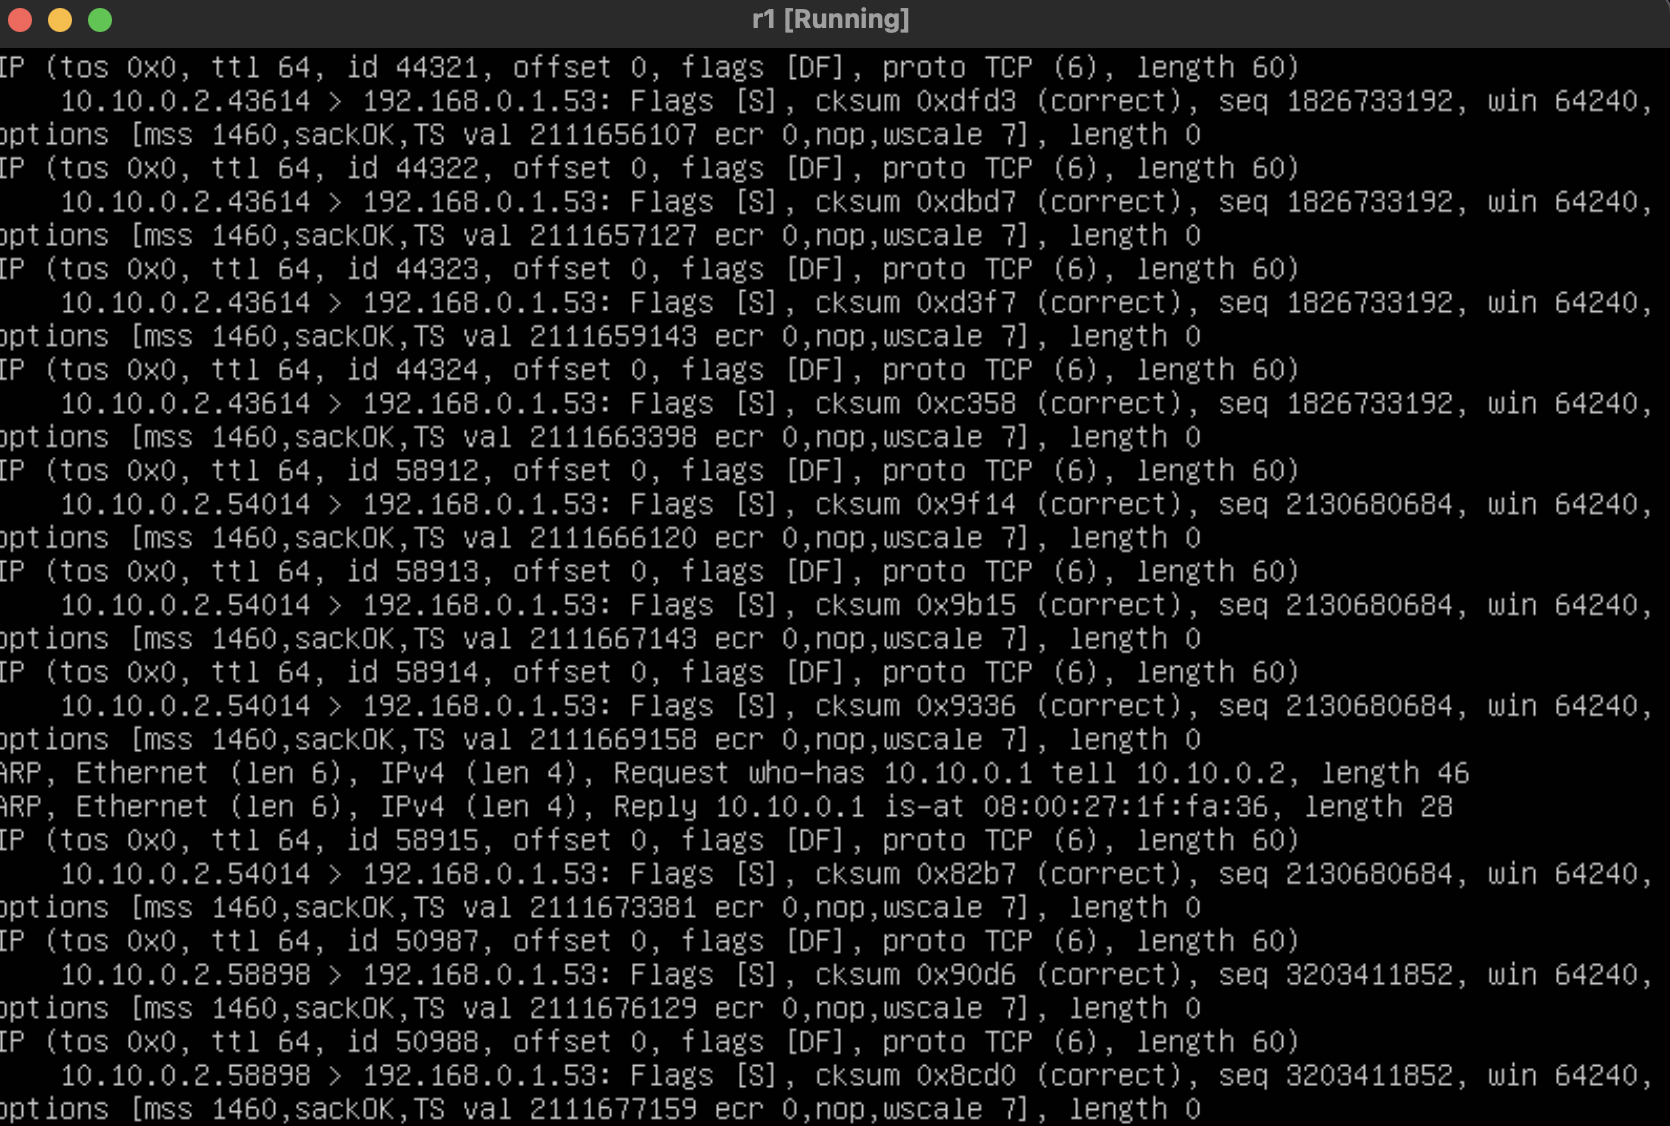 r1 [Running]
IP (tos 0x0, ttl 64, id 44321, offset 0, flags [DF], proto TCP (6), length 60)
10.10.0.2.43614 > 192.168.0.1.53: Flags [S], cksum 0xdfd3 (correct), seq 1826733192, win 64240,
options [mss 1460,sackOK,TS val 2111656107 ecr 0,nop,wscale 7], length 0
IP (tos 0x0, ttl 64, id 44322, offset 0, flags [DF], proto TCP (6), length 60)
10.10.0.2.43614 > 192.168.0.1.53: Flags [S], cksum 0xdbd7 (correct), seq 1826733192, win 64240,
options [mss 1460,sackOK,TS val 2111657127 ecr 0,nop,wscale 7], length 0
IP (tos 0x0, ttl 64, id 44323, offset 0, flags [DF], proto TCP (6), length 60)
10.10.0.2.43614 > 192.168.0.1.53: Flags [S], cksum 0xd3f7 (correct), seq 1826733192, win 64240,
options [mss 1460,sackOK,TS val 2111659143 ecr 0,nop,wscale 7], length 0
IP (tos 0x0, ttl 64, id 44324, offset 0, flags [DF], proto TCP (6), length 60)
10.10.0.2.43614 > 192.168.0.1.53: Flags [S], cksum 0xc358 (correct), seq 1826733192, win 64240,
options [mss 1460,sackOK,TS val 2111663398 ecr 0,nop,wscale 7], length 0
IP (tos 0x0, ttl 64, id 58912, offset 0, flags [DF], proto TCP (6), length 60)
10.10.0.2.54014 > 192.168.0.1.53: Flags [S], cksum 0x9f14 (correct), seq 2130680684, win 64240,
options [mss 1460,sackOK,TS val 2111666120 ecr 0,nop,wscale 7], length 0
IP (tos 0x0, ttl 64, id 58913, offset 0, flags [DF], proto TCP (6), length 60)
10.10.0.2.54014 > 192.168.0.1.53: Flags [S], cksum 0x9b15 (correct), seq 2130680684, win 64240,
options [mss 1460,sackOK,TS val 2111667143 ecr 0,nop,wscale 7], length 0
IP (tos 0x0, ttl 64, id 58914, offset 0, flags [DF], proto TCP (6), length 60)
10.10.0.2.54014 > 192.168.0.1.53: Flags [S], cksum 0x9336 (correct), seq 2130680684, win 64240,
options [mss 1460,sackOK,TS val 2111669158 ecr 0,nop,wscale 7], length 0
ARP, Ethernet (len 6), IPv4 (len 4), Request who-has 10.10.0.1 tell 10.10.0.2, length 46
ARP, Ethernet (len 6), IPv4 (len 4), Reply 10.10.0.1 is-at 08:00:27:1f:fa:36, length 28
IP (tos 0x0, ttl 64, id 58915, offset 0, flags [DF], proto TCP (6), length 60)
10.10.0.2.54014 > 192.168.0.1.53: Flags [S], cksum 0x82b7 (correct), seq 2130680684, win 64240,
options [mss 1460,sackOK,TS val 2111673381 ecr 0,nop,wscale 7], length 0
IP (tos 0x0, ttl 64, id 50987, offset 0, flags [DF], proto TCP (6), length 60)
10.10.0.2.58898 > 192.168.0.1.53: Flags [S], cksum 0x90d6 (correct), seq 3203411852, win 64240,
options [mss 1460,sackOK,TS val 2111676129 ecr 0,nop,wscale 7], length 0
IP (tos 0x0, ttl 64, id 50988, offset 0, flags [DF], proto TCP (6), length 60)
10.10.0.2.58898 > 192.168.0.1.53: Flags [S], cksum 0x8cd0 (correct), seq 3203411852, win 64240,
options [mss 1460,sackOK,TS val 2111677159 ecr 0,nop,wscale 7], length 0